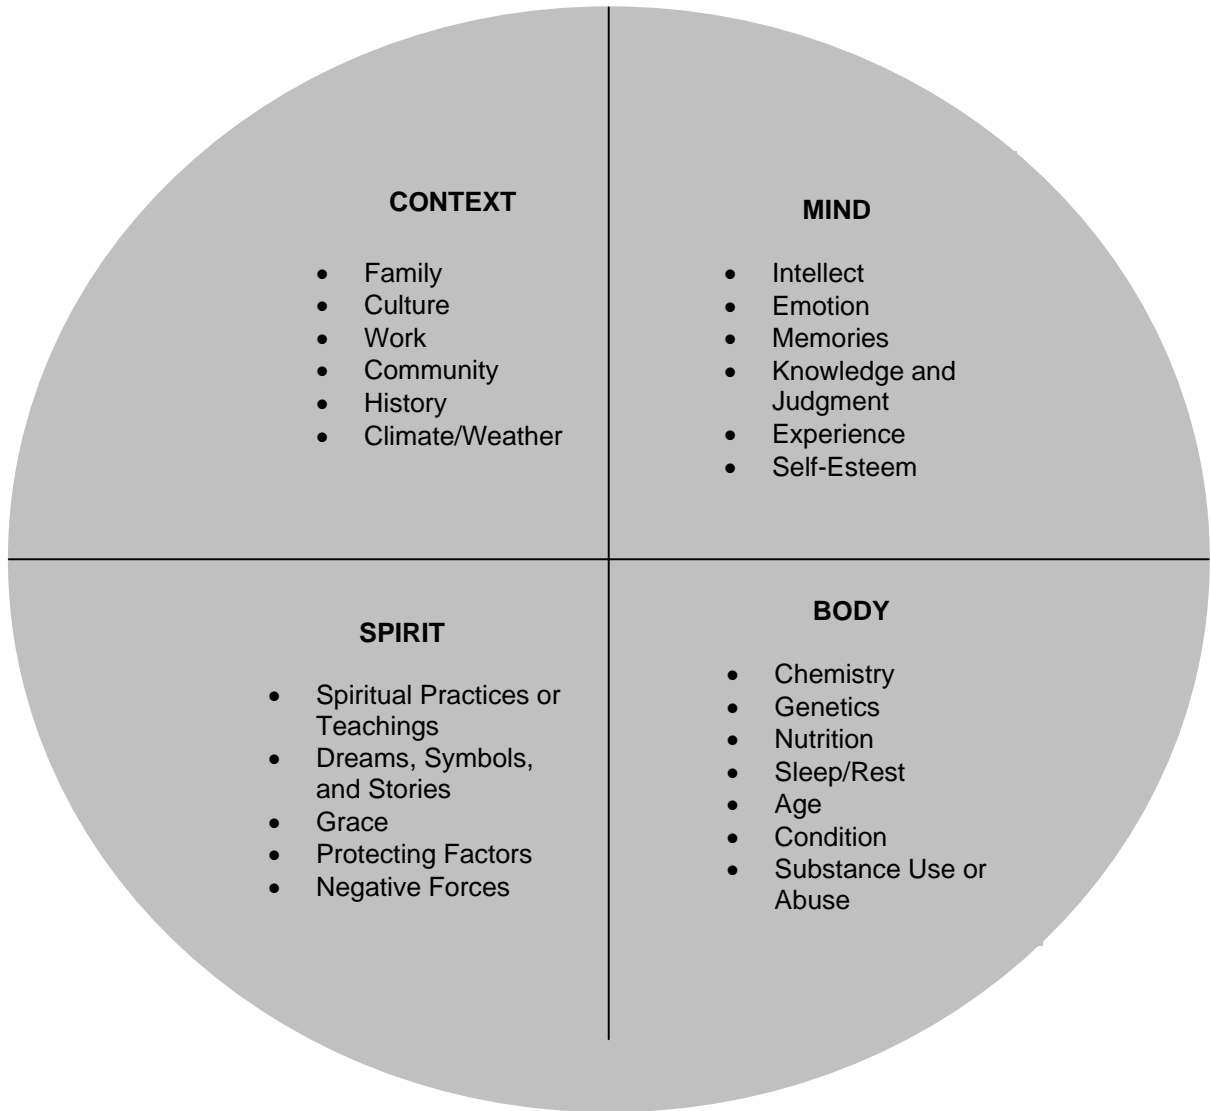 CONTEXT
• Family
• Culture
• Work
• Community
• History
• Climate/Weather
MIND
• Intellect
• Emotion
• Memories
• Knowledge and
Judgment
• Experience
• Self-Esteem
SPIRIT
• Spiritual Practices or
Teachings
• Dreams, Symbols,
and Stories
• Grace
• Protecting Factors
• Negative Forces
BODY
• Chemistry
• Genetics
• Nutrition
• Sleep/Rest
• Age
• Condition
• Substance Use or
Abuse